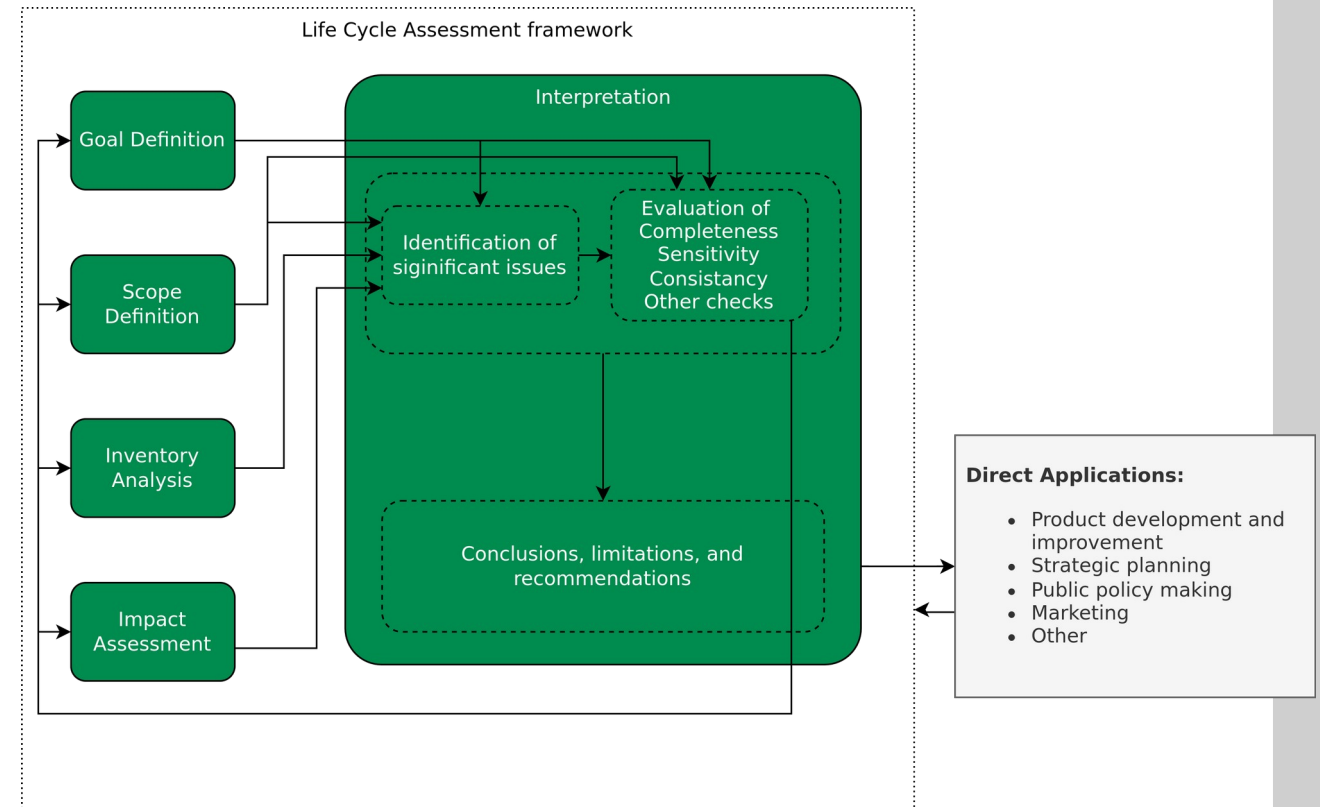 Life Cycle Assessment framework
Interpretation
Goal Definition
Scope
Definition
Inventory
Analysis
Impact
Assessment
Identification of
siginificant issues
Evaluation of
Completeness
Sensitivity
Consistancy
Other checks
Conclusions, limitations, and
recommendations
Direct Applications:
• Product development and
improvement
• Strategic planning
• Public policy making
• Marketing
• Other